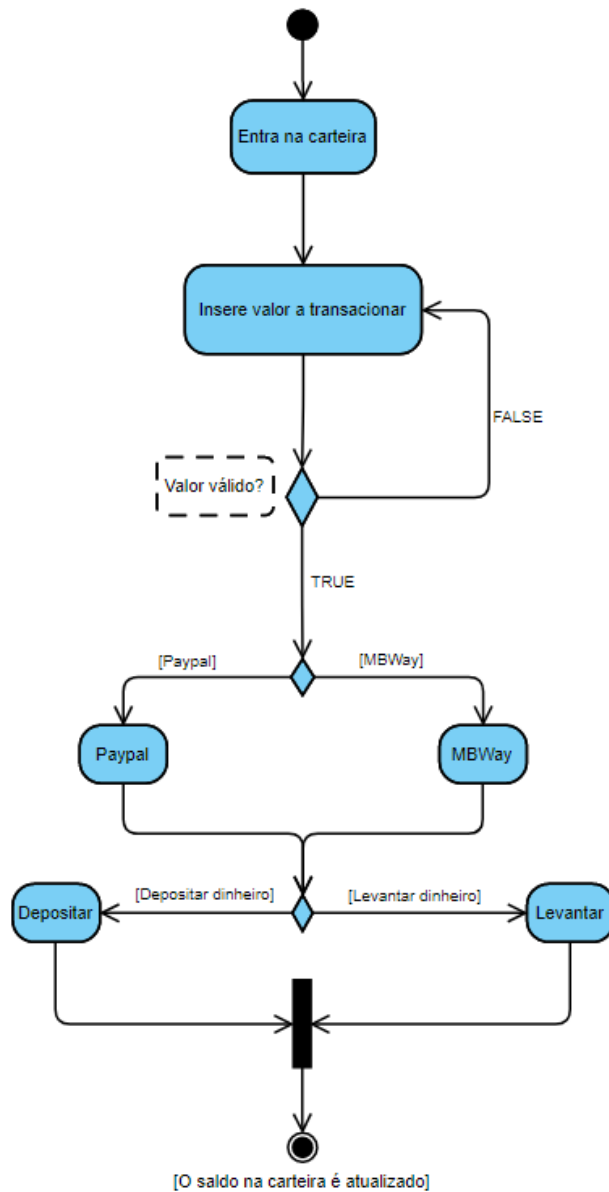 Entra na carteira
Insere valor a transacionar
FALSE
Valor válido?
TRUE
[Paypal]
[MBWay]
Paypal
MBWay
[Depositar dinheiro]
[Levantar dinheiro]
Depositar
Levantar
[O saldo na carteira é atualizado]